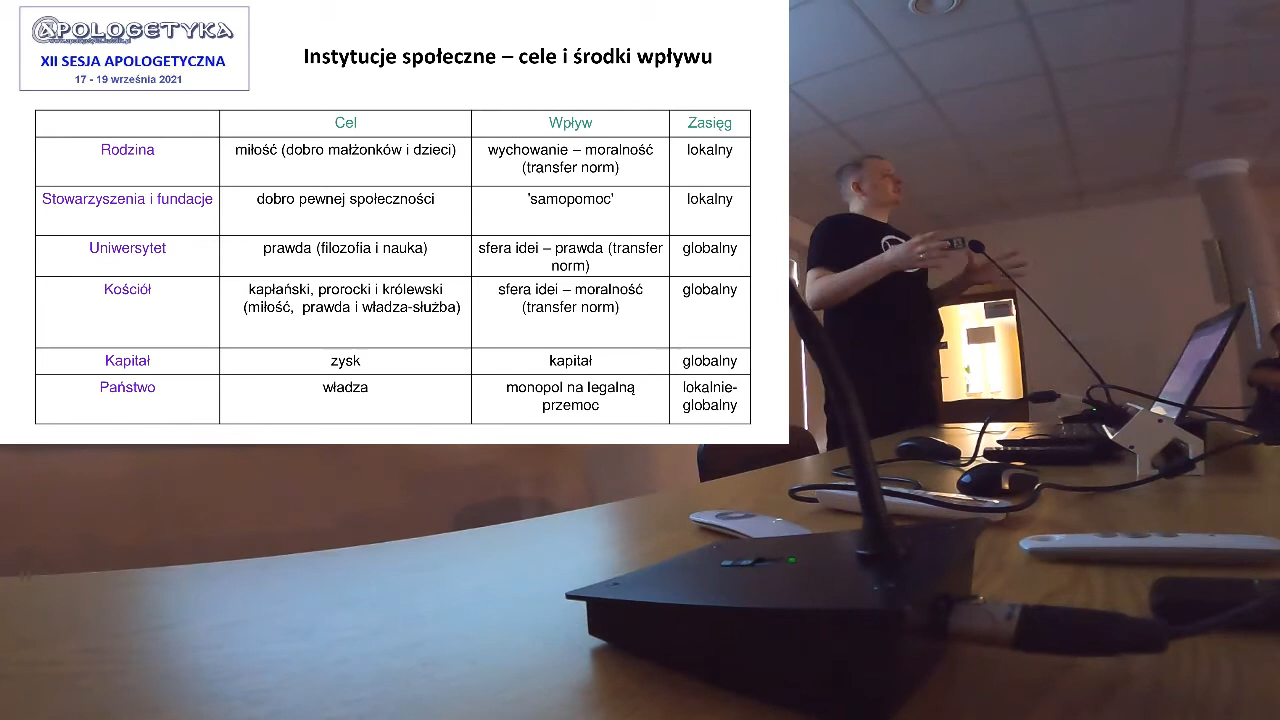 APOLOGETYKA
XII SESJA APOLOGETYCZNA
17 - 19 września 2021
Instytucje społeczne – cele i środki wpływu
Cel Wpływ Zasięg
Rodzina miłość (dobro małżonków i dzieci) wychowanie – moralność lokalny
(transfer norm)
Stowarzyszenia i fundacje dobro pewnej społeczności 'samopomoc' lokalny
Uniwersytet prawda (filozofia i nauka) sfera idei – prawda (transfer globalny
norm)
Kościół kapłański, prorocki i królewski sfera idei – moralność globalny
(miłość, prawda i władza-służba) (transfer norm)
Kapitał zysk kapitał globalny
Państwo władza monopol na legalną lokalnie-
przemoc globalny